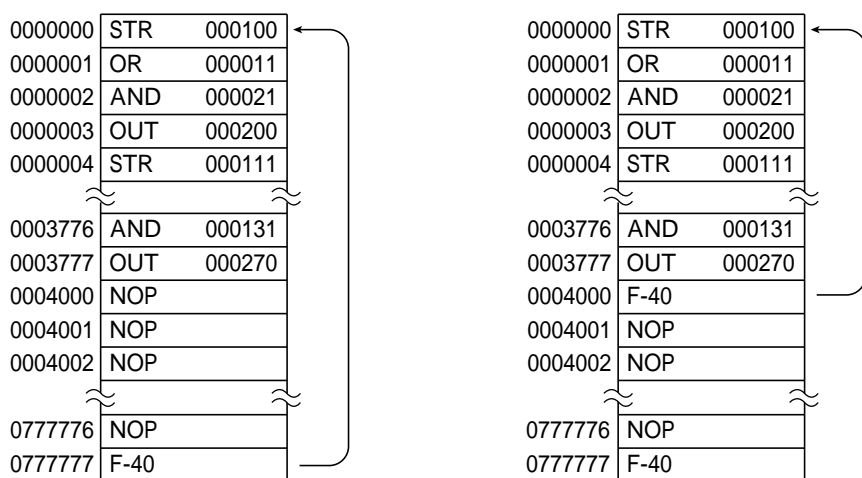 0000000 STR 000100
0000001 OR 000011
0000002 AND 000021
0000003 OUT 000200
0000004 STR 000111
0003776 AND 000131
0003777 OUT 000270
0004000 NOP
0004001 NOP
0004002 NOP
0777776 NOP
0777777 F-40
0000000 STR 000100
0000001 OR 000011
0000002 AND 000021
0000003 OUT 000200
0000004 STR 000111
0003776 AND 000131
0003777 OUT 000270
0004000 F-40
0004001 NOP
0004002 NOP
0777776 NOP
0777777 F-40